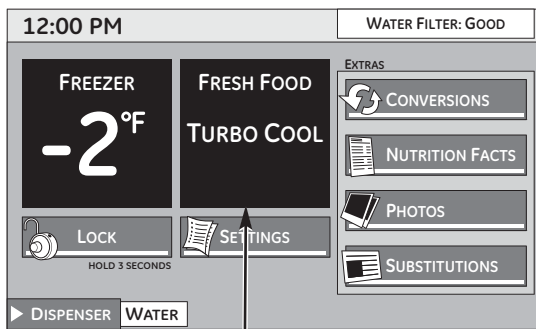 12:00 PM
WATER FILTER: GOOD
FREEZER
-2°F
FRESH FOOD
TURBO COOL
EXTRAS
CONVERSIONS
NUTRITION FACTS
PHOTOS
SUBSTITUTIONS
LOCK
HOLD 3 SECONDS
SETTINGS
DISPENSER
WATER